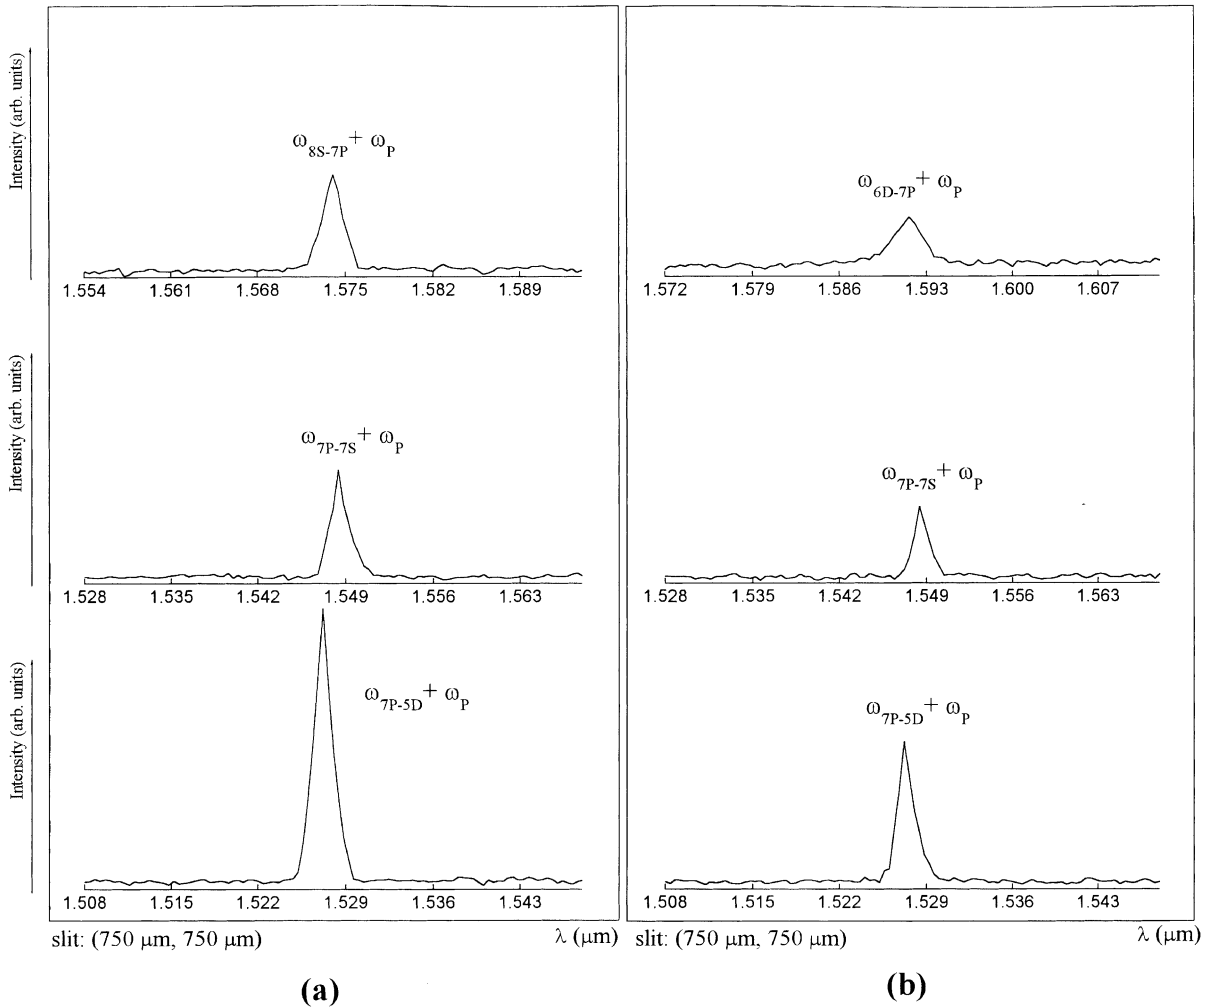 Intensity (arb. units)
ω8S-7P + ωP
1.554 1.561 1.568 1.575 1.582 1.589
Intensity (arb. units)
ω7P-7S + ωP
1.528 1.535 1.542 1.549 1.556 1.563
Intensity (arb. units)
ω7P-5D + ωP
1.508 1.515 1.522 1.529 1.536 1.543
slit: (750 μm, 750 μm) λ (μm)
(a)
ω6D-7P + ωP
1.572 1.579 1.586 1.593 1.600 1.607
ω7P-7S + ωP
1.528 1.535 1.542 1.549 1.556 1.563
ω7P-5D + ωP
1.508 1.515 1.522 1.529 1.536 1.543
slit: (750 μm, 750 μm) λ (μm)
(b)